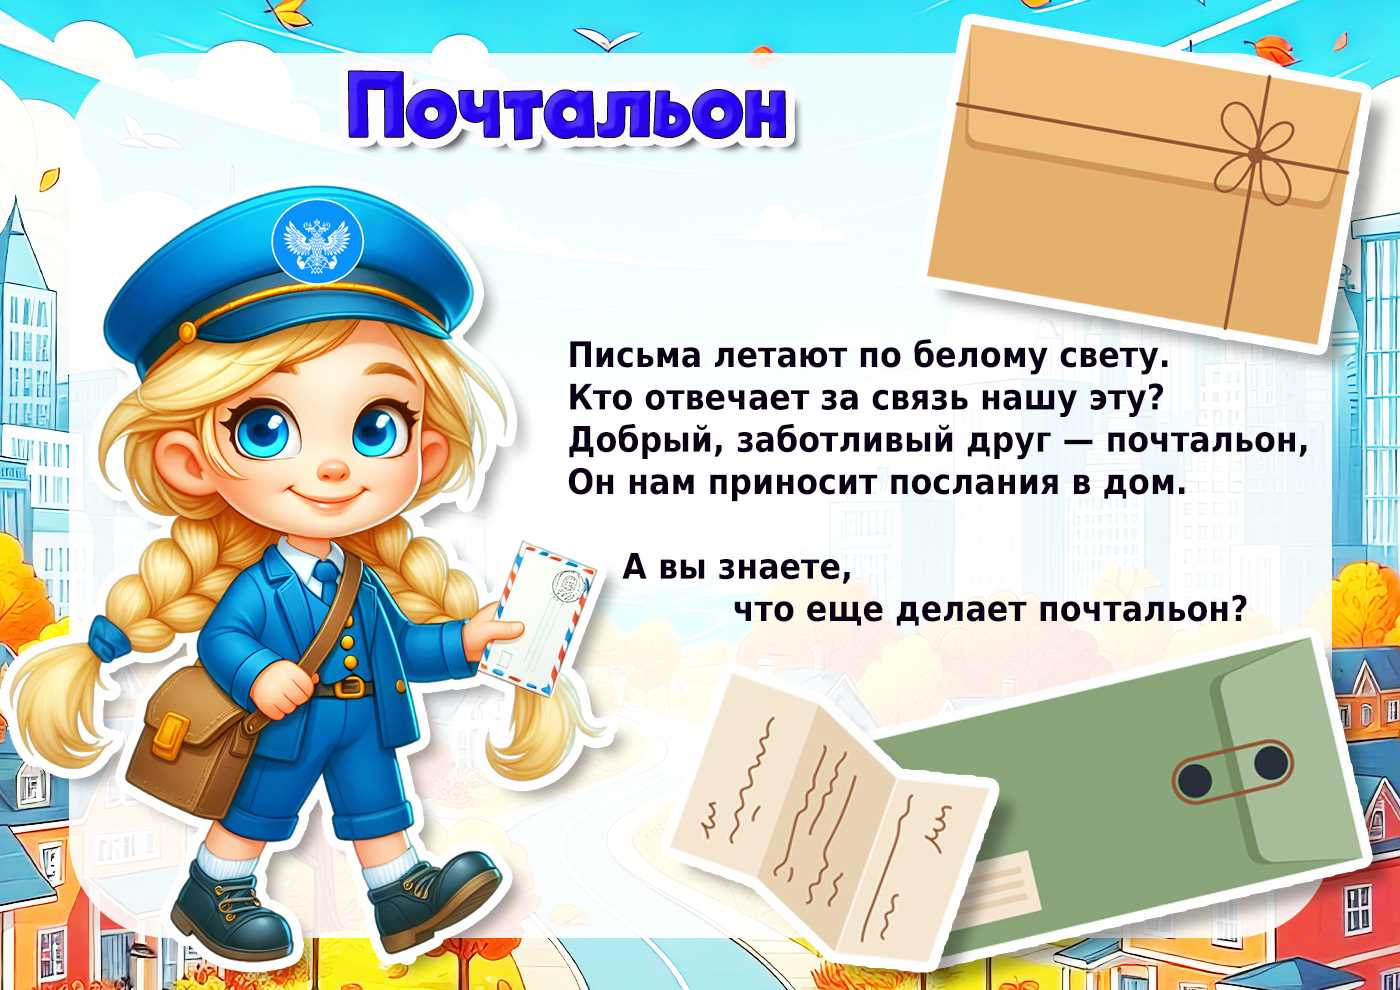 Почтальон
Письма летают по белому свету.
Кто отвечает за связь нашу эту?
Добрый, заботливый друг — почтальон,
Он нам приносит послания в дом.
А вы знаете,
что еще делает почтальон?